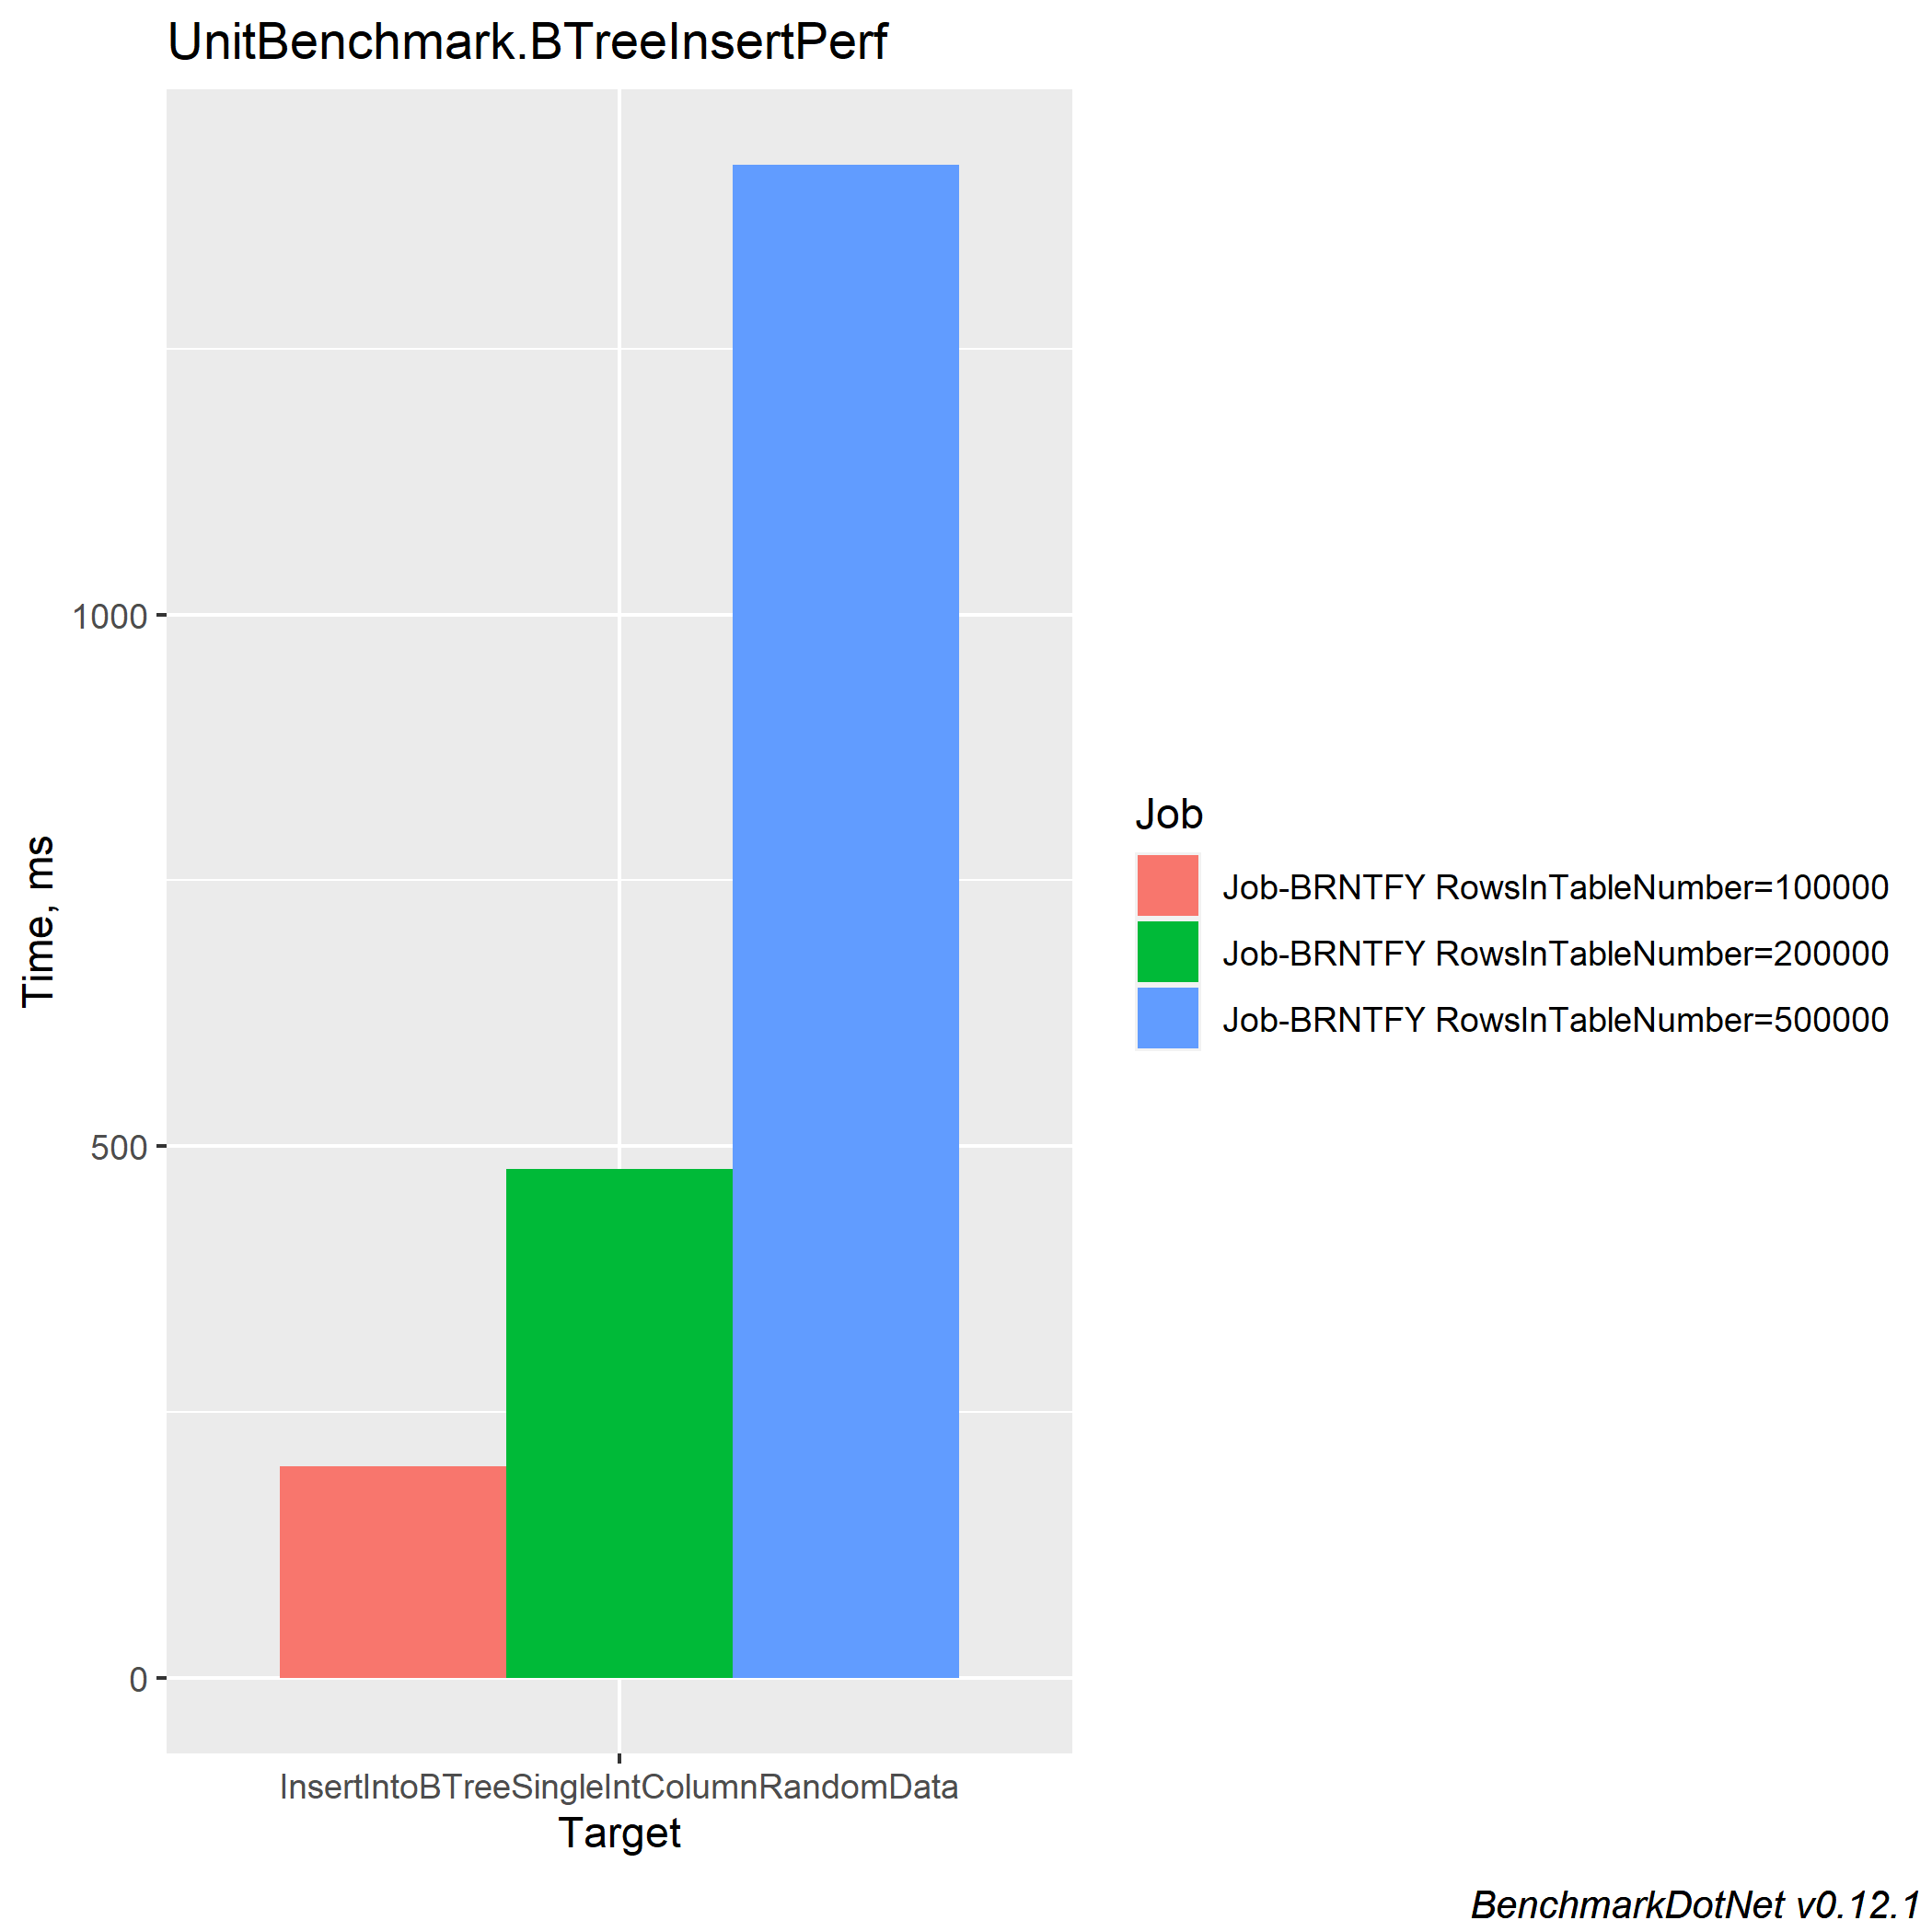 UnitBenchmark.BTreeInsertPerf
1000
500
0
Time, ms
InsertIntoBTreeSingleIntColumnRandomData
Target
Job
Job-BRNTFY RowsInTableNumber=100000
Job-BRNTFY RowsInTableNumber=200000
Job-BRNTFY RowsInTableNumber=500000
BenchmarkDotNet v0.12.1